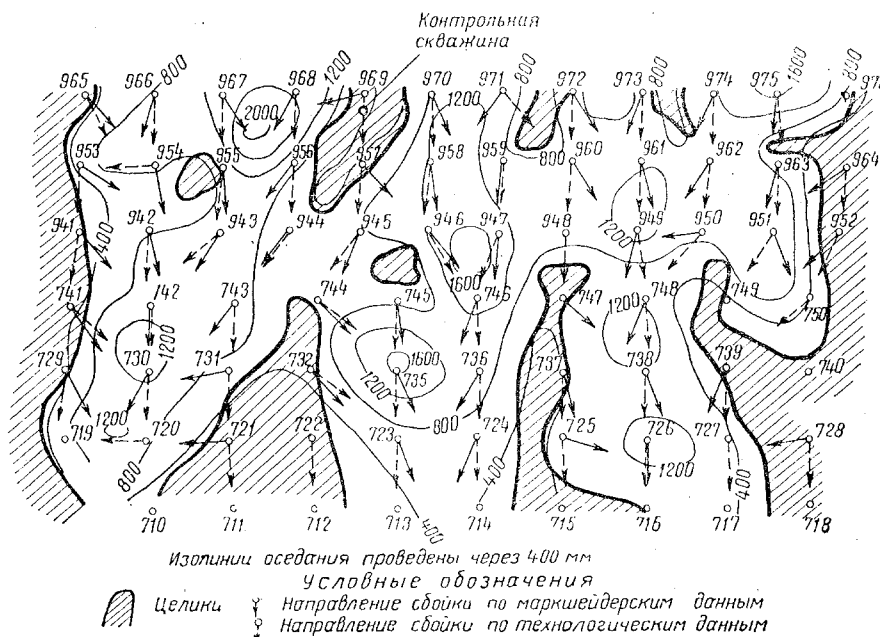 Контрольная
скважина
965 966 800 967 968 1200 969 970 971 800 972 973 800 974 975 1600 800
1200
2000
953 954 955 956 957 958 959 800 960 961 962 963 964
400 941 942 943 944 945 946 947 948 949 950 951 952
1200
1600
741 742 743 744 745 746 747 1200 748 749 750
800
729 730 1200 731 732 1600 735 736 737 738 739 740
1200
719 1200 720 721 722 723 724 725 726 727 728
800
800 400 1200 400
710 711 712 713 400 714 715 716 717 718
Изолинии оседания проведены через 400 мм
Условные обозначения
Целики Направление сбойки по маркшейдерским данным
Направление сбойки по технологическим данным